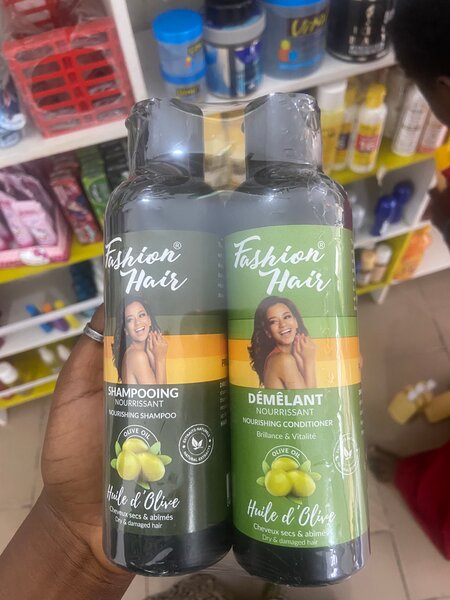 Fashion®
Hair
SHAMPOOING
NOURRISSANT
NOURISHING SHAMPOO
OLIVE OIL
Huile d'Olive
Cheveux secs & abîmés
Dry & damaged hair
Fashion®
Hair
DÉMÊLANT
NOURRISSANT
NOURISHING CONDITIONER
Brillance & Vitalité
OLIVE OIL
Huile d'Olive
Cheveux secs & abîmés
Dry & damaged hair